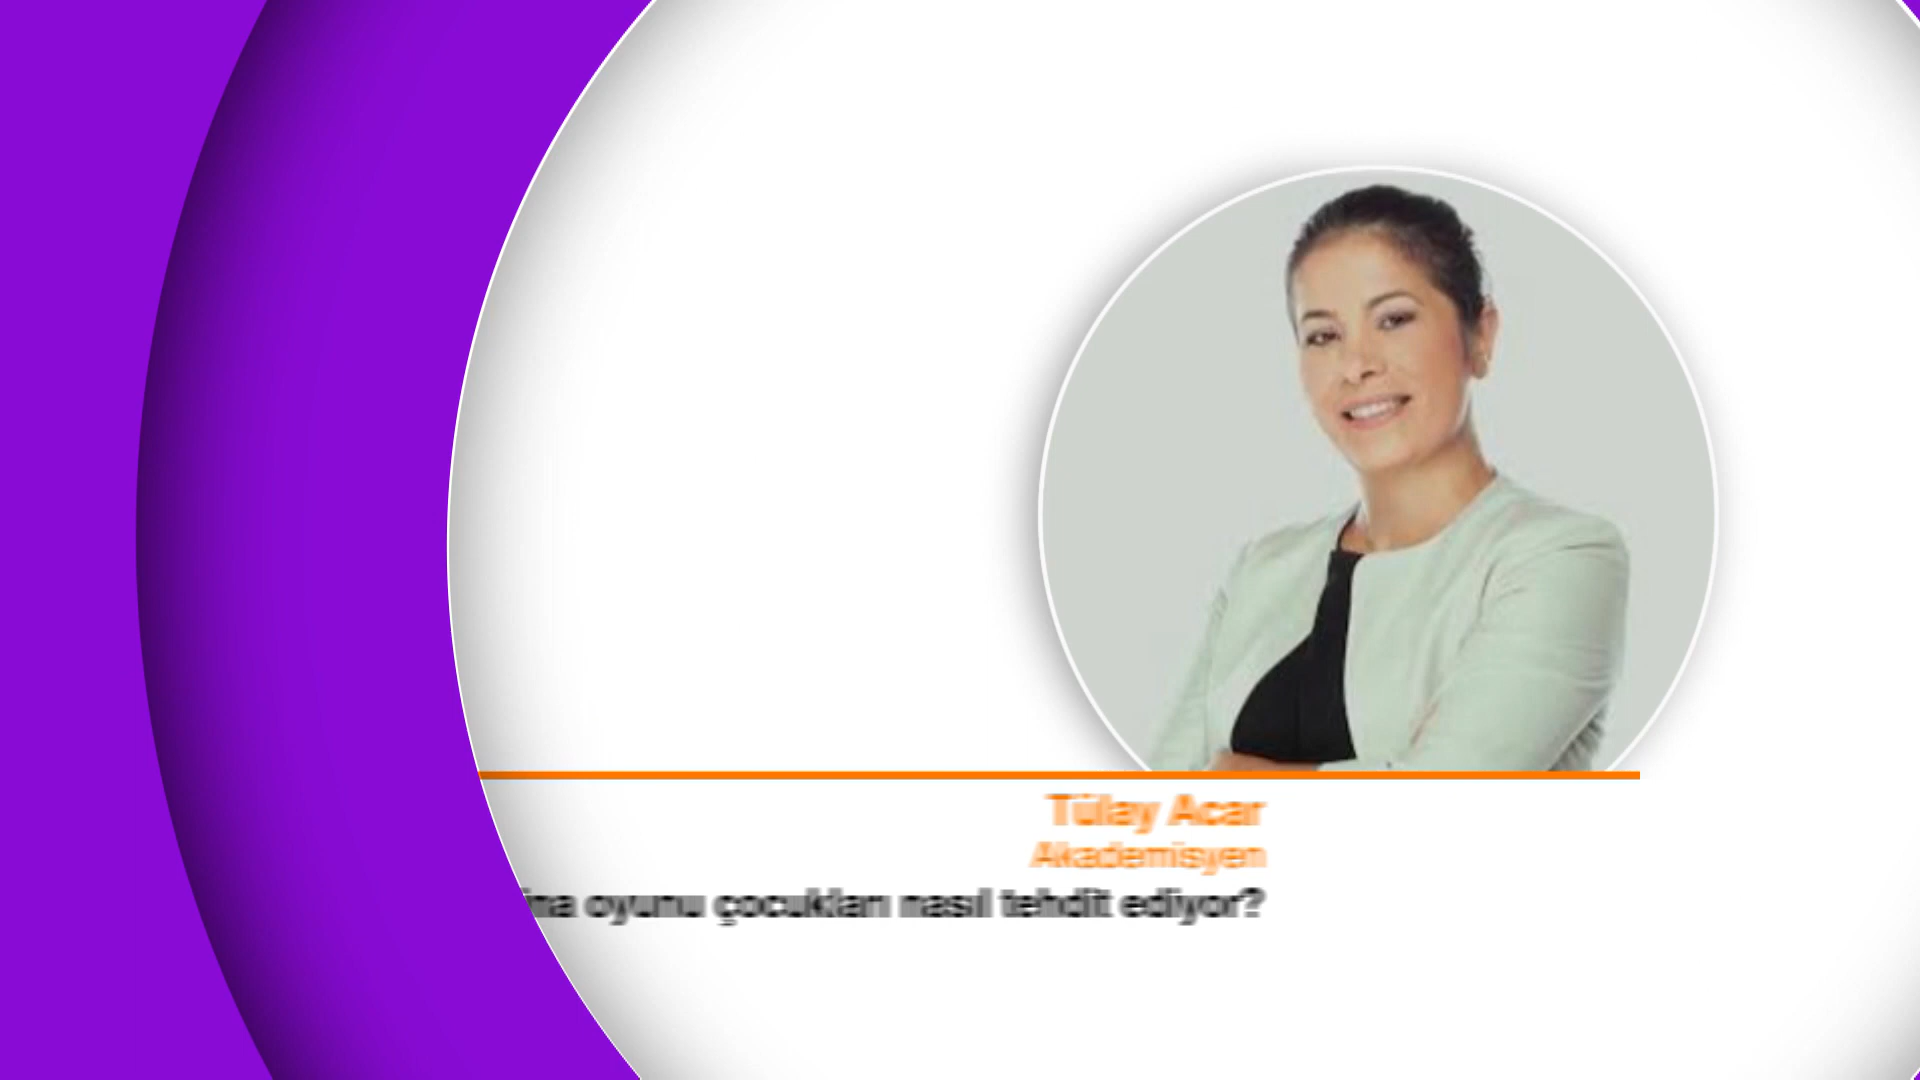 Tülay Acar
Akademisyen
oyunu çocukları nasıl tehdit ediyor?